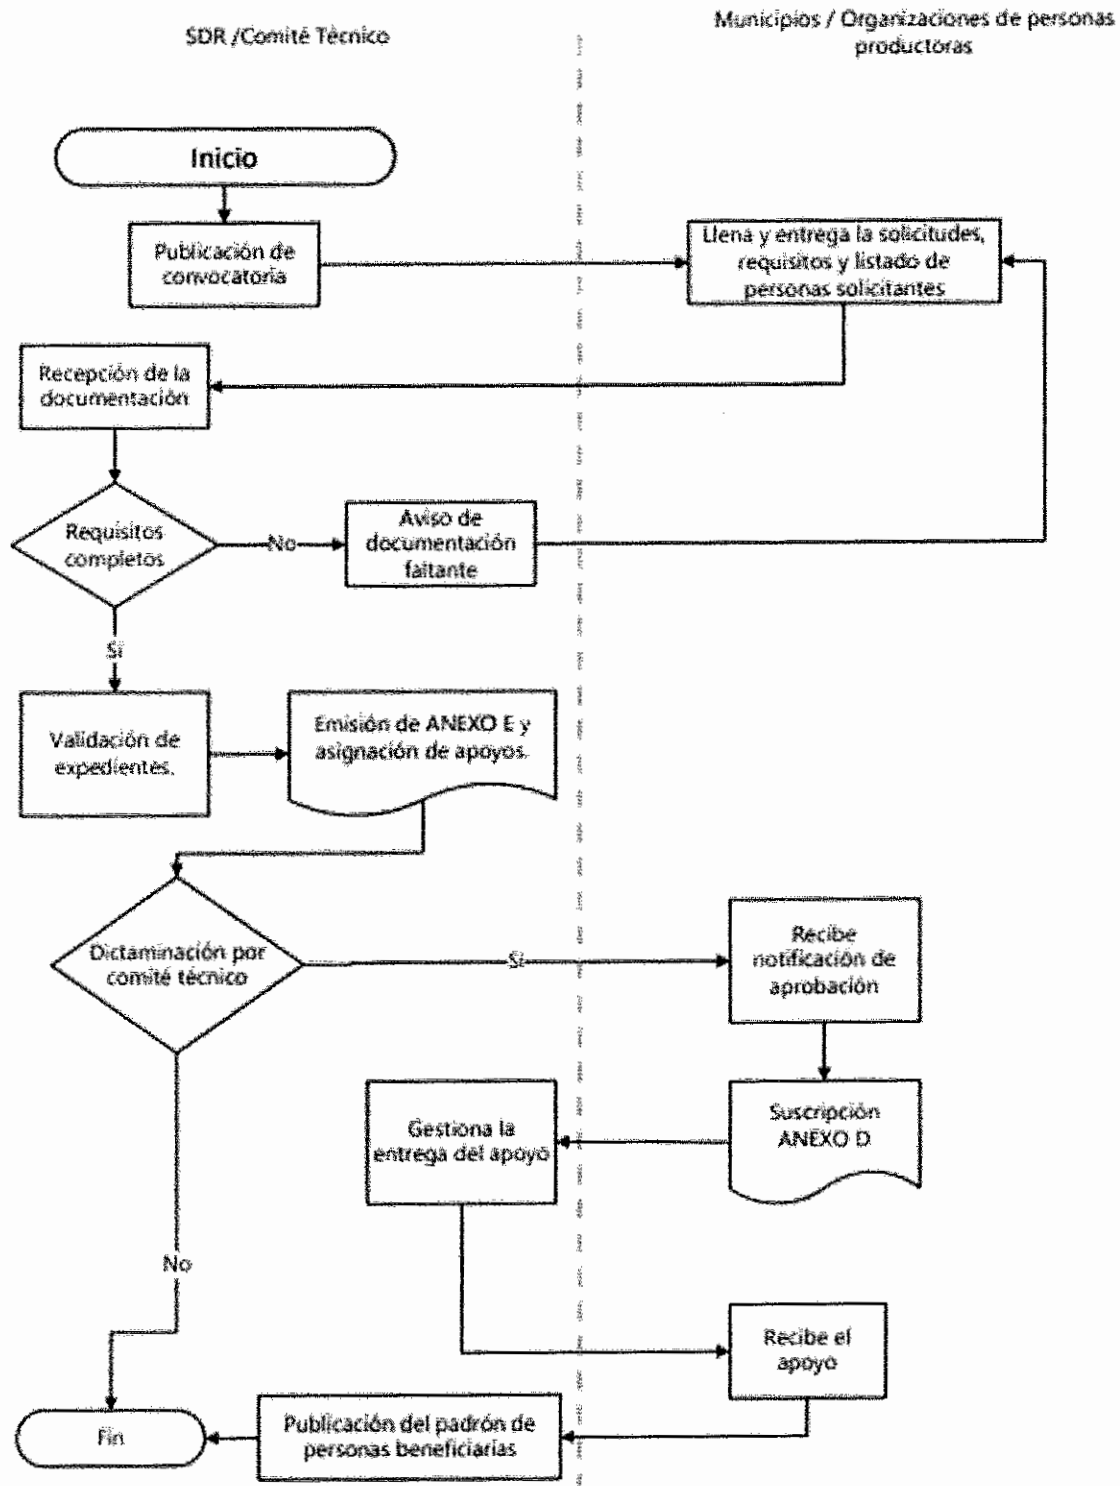 SDR /Comité Técnico
Municipios / Organizaciones de personas
productoras
Inicio
Publicación de
convocatoria
Llena y entrega la solicitudes,
requisitos y listado de
personas solicitantes
Recepción de la
documentación
Requisitos
completos
No
Aviso de
documentación
faltante
Si
Validación de
expedientes.
Emisión de ANEXO E y
asignación de apoyos.
Dictaminación por
comité técnico
Si
Recibe
notificación de
aprobación
Suscripción
ANEXO D
Gestiona la
entrega del apoyo
No
Recibe el
apoyo
Publicación del padrón de
personas beneficiarias
Fin